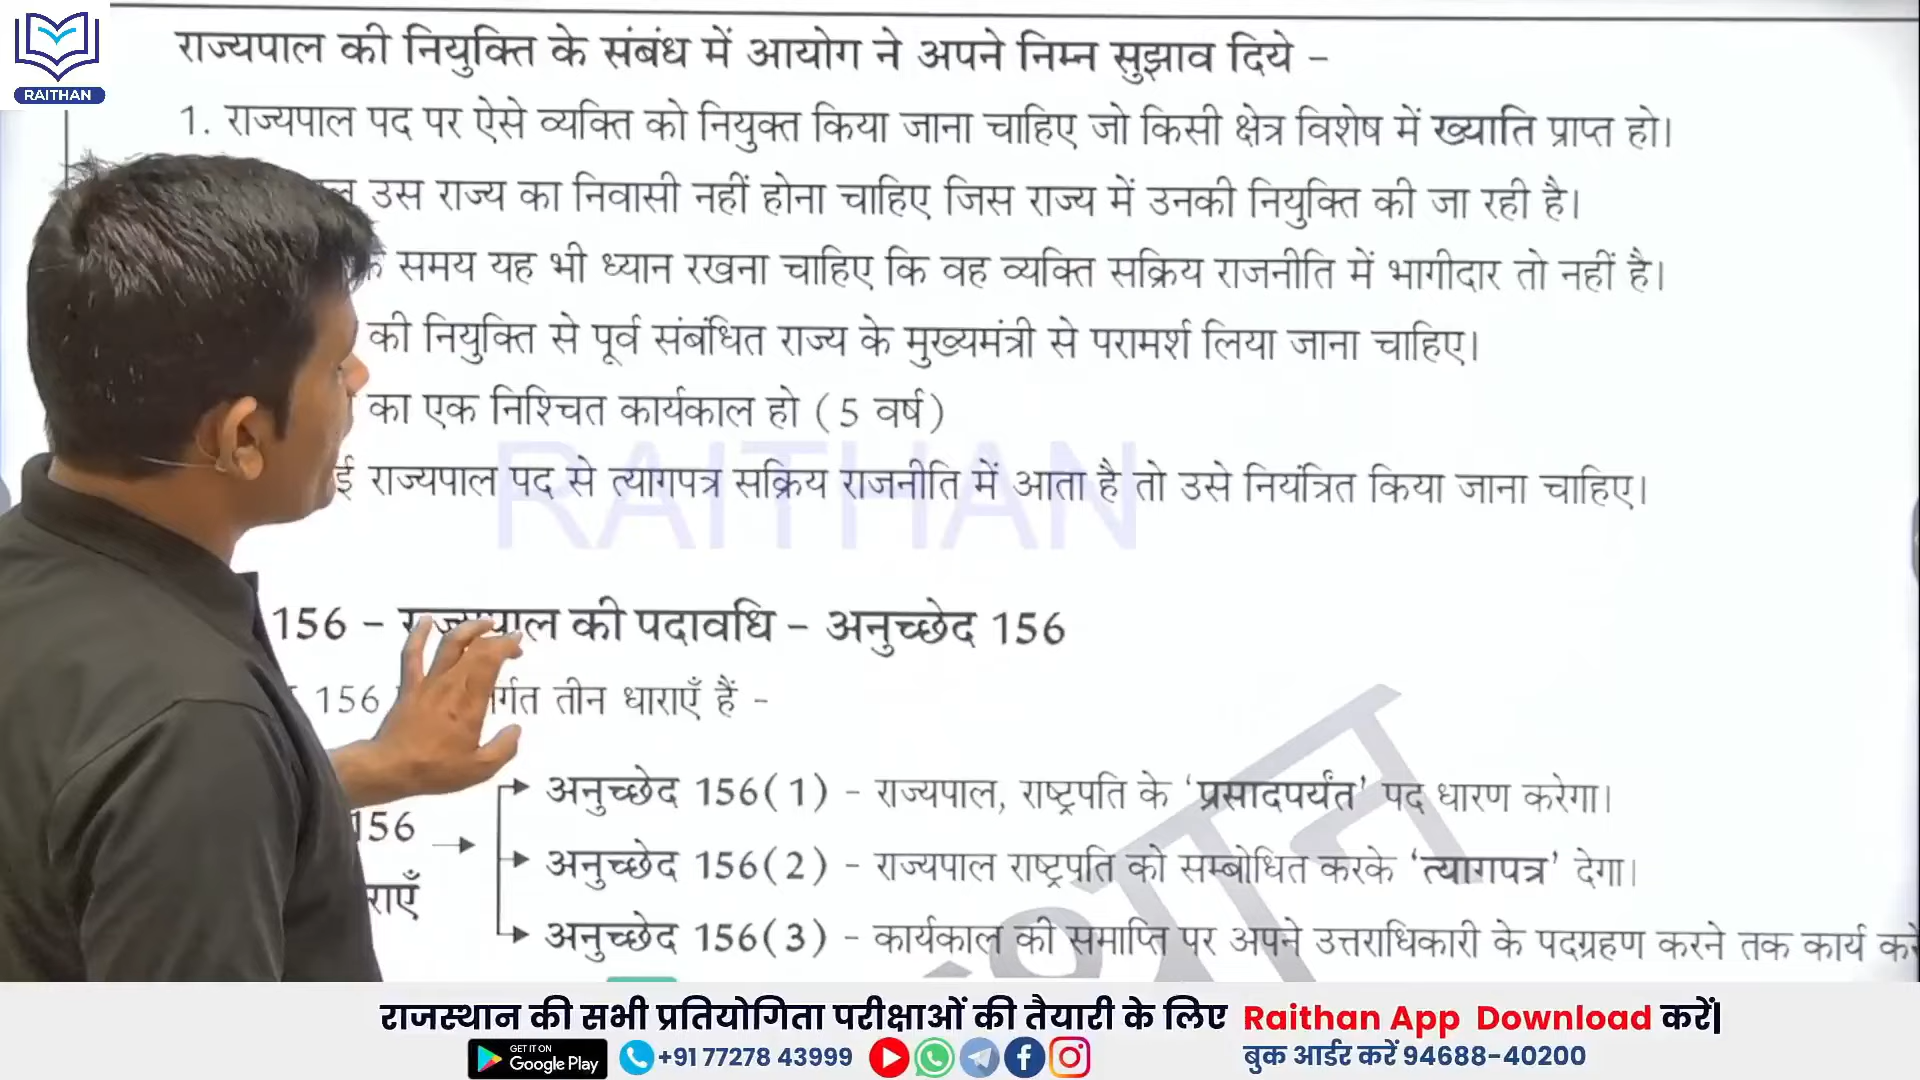 RAITHAN
राज्यपाल की नियुक्ति के संबंध में आयोग ने अपने निम्न सुझाव दिये –
1. राज्यपाल पद पर ऐसे व्यक्ति को नियुक्त किया जाना चाहिए जो किसी क्षेत्र विशेष में ख्याति प्राप्त हो।
उस राज्य का निवासी नहीं होना चाहिए जिस राज्य में उनकी नियुक्ति की जा रही है।
समय यह भी ध्यान रखना चाहिए कि वह व्यक्ति सक्रिय राजनीति में भागीदार तो नहीं है।
की नियुक्ति से पूर्व संबंधित राज्य के मुख्यमंत्री से परामर्श लिया जाना चाहिए।
का एक निश्चित कार्यकाल हो (5 वर्ष)
राज्यपाल पद से त्यागपत्र सक्रिय राजनीति में आता है तो उसे नियंत्रित किया जाना चाहिए।
RAITHAN
156 – राज्यपाल की पदावधि – अनुच्छेद 156
156 तीन धाराएँ हैं -
अनुच्छेद 156(1) - राज्यपाल, राष्ट्रपति के ‘प्रसादपर्यंत’ पद धारण करेगा।
156
अनुच्छेद 156(2) - राज्यपाल राष्ट्रपति को सम्बोधित करके ‘त्यागपत्र’ देगा।
अनुच्छेद 156(3) - कार्यकाल की समाप्ति पर अपने उत्तराधिकारी के पदग्रहण करने तक कार्य
राजस्थान की सभी प्रतियोगिता परीक्षाओं की तैयारी के लिए Raithan App Download करें|
GET IT ON
Google Play
+91 77278 43999
बुक आर्डर करें 94688-40200